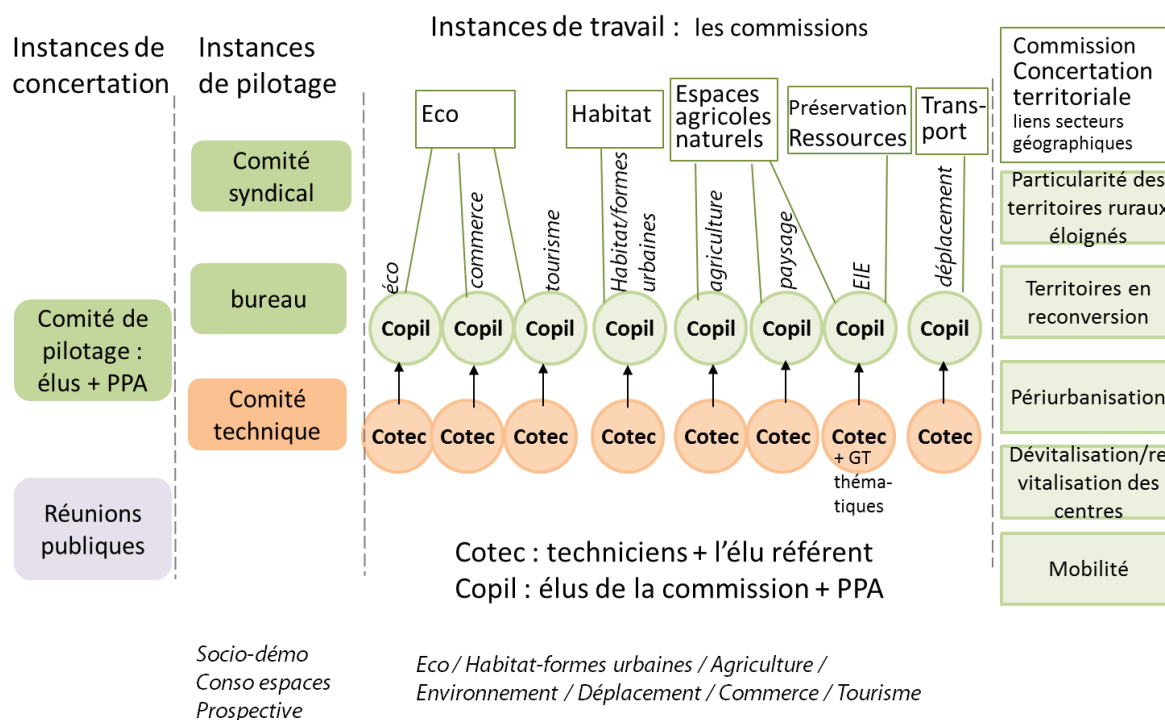 Instances de travail : les commissions
Instances de
concertation
Instances
de pilotage
Comité de
pilotage :
élus + PPA
Réunions
publiques
Comité
syndical
bureau
Comité
technique
Eco
Habitat
Espaces
agricoles
naturels
Préservation
Ressources
Trans-
port
éco
commerce
tourisme
Habitat/formes
urbaines
agriculture
paysage
EIE
déplacement
Copil
Copil
Copil
Copil
Copil
Copil
Copil
Copil
Cotec
Cotec
Cotec
Cotec
Cotec
Cotec
Cotec
+ GT
théma-
tiques
Cotec
Cotec : techniciens + l’élu référent
Copil : élus de la commission + PPA
Commission
Concertation
territoriale
liens secteurs
géographiques
Particularité des
territoires ruraux
éloignés
Territoires en
reconversion
Périurbanisation
Dévitalisation/re
vitalisation des
centres
Mobilité
Socio-démo
Conso espaces
Prospective
Eco / Habitat-formes urbaines / Agriculture /
Environnement / Déplacement / Commerce / Tourisme